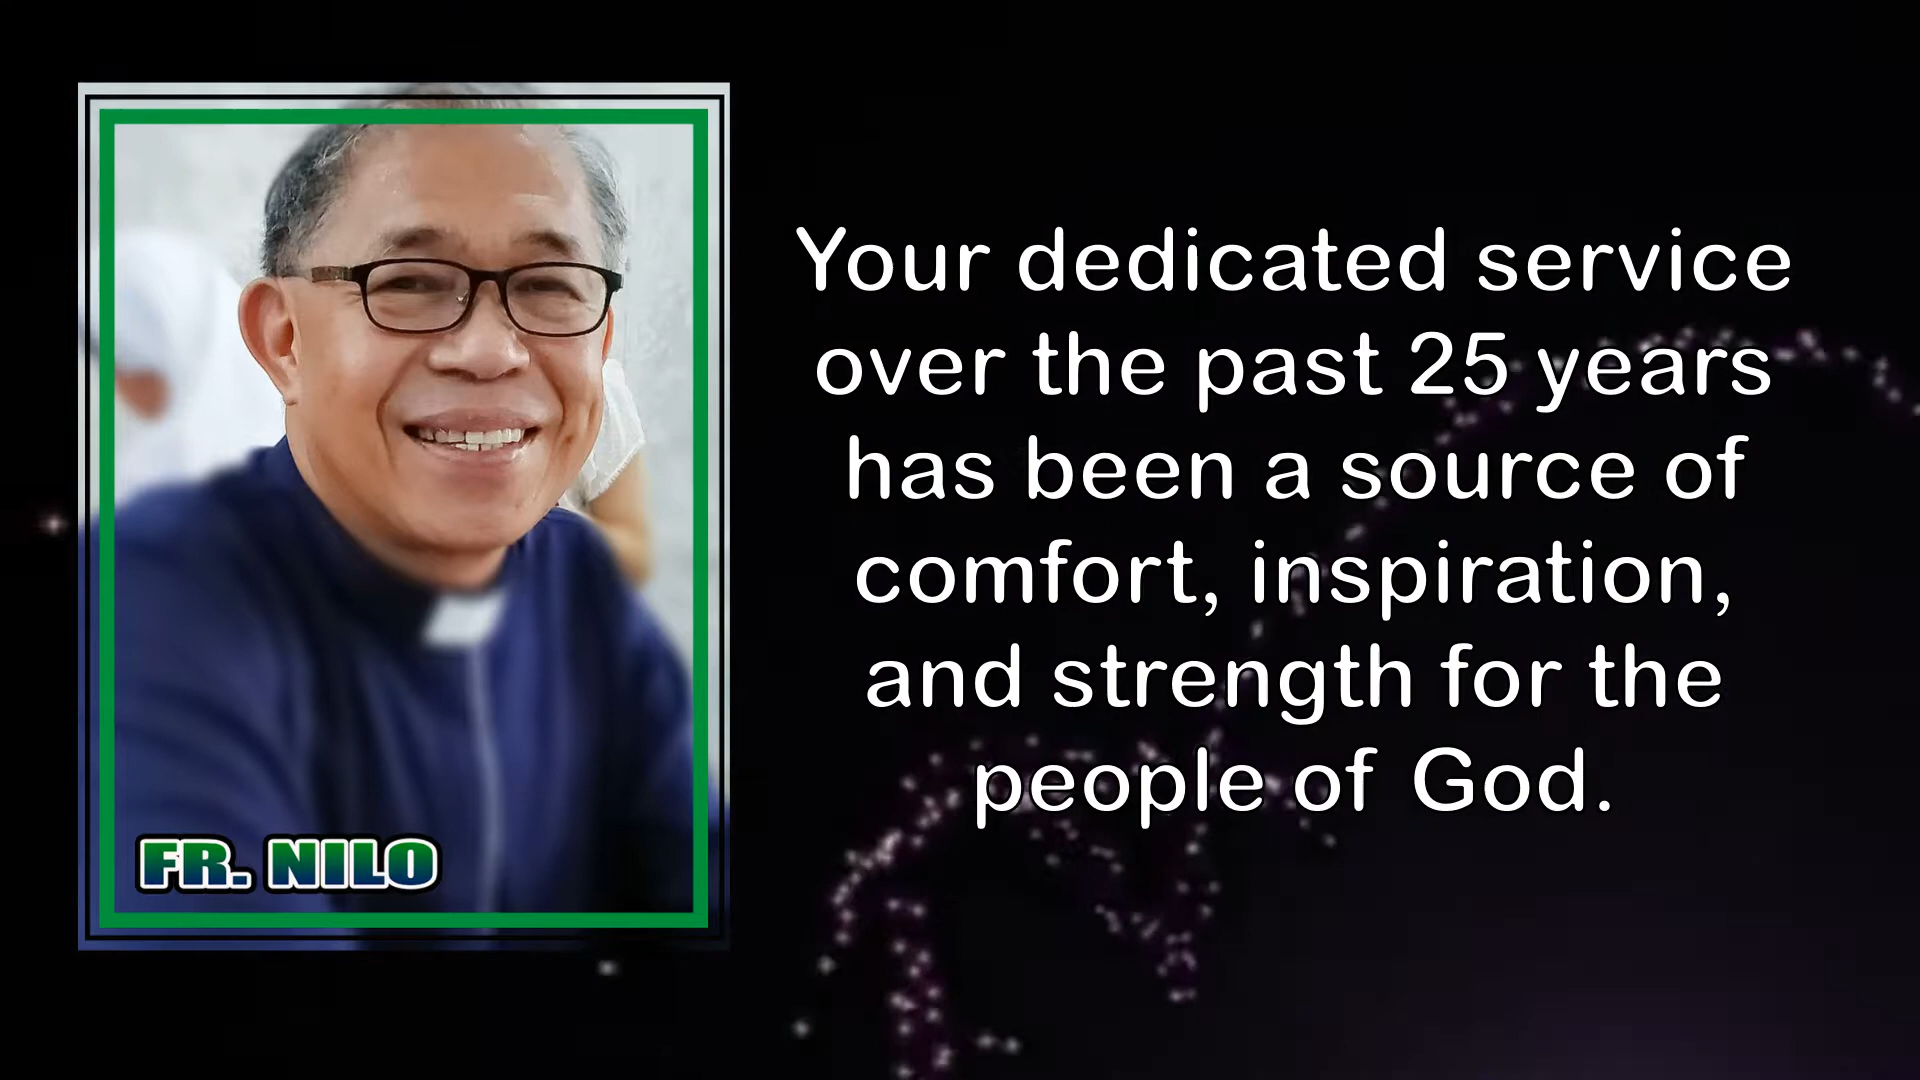 FR. NILO
Your dedicated service
over the past 25 years
has been a source of
comfort, inspiration,
and strength for the
people of God.